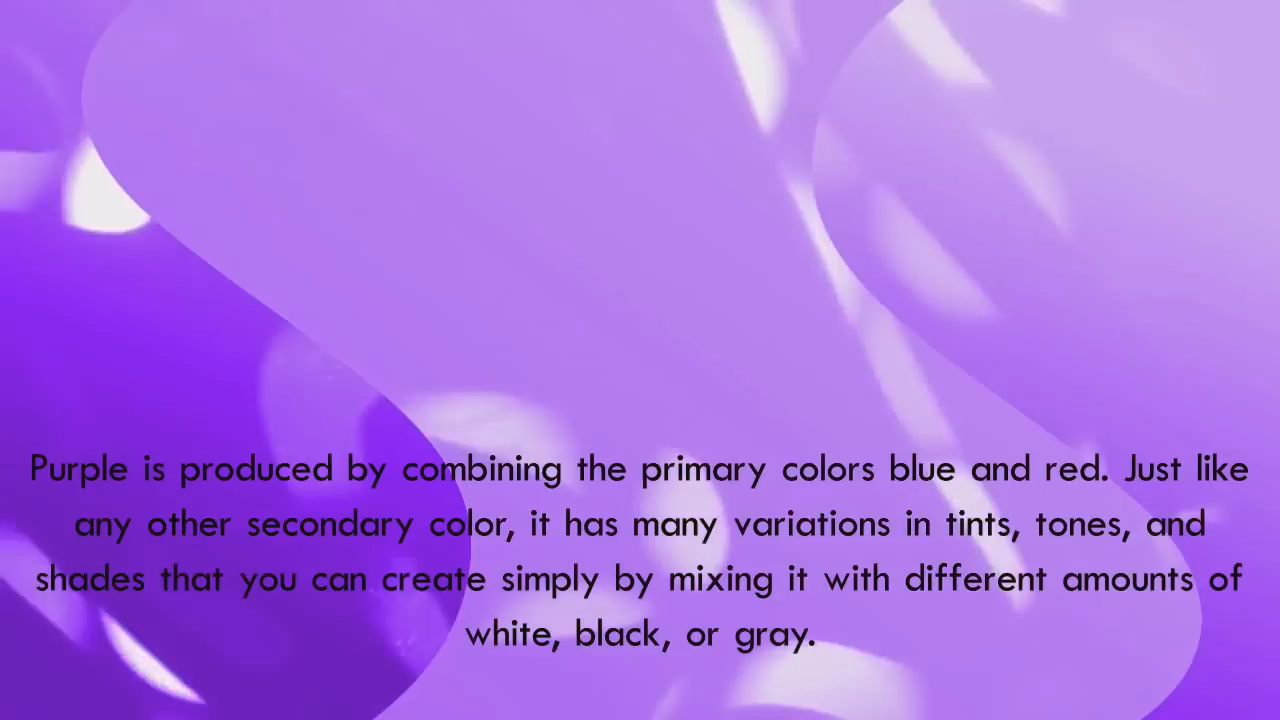 Purple is produced by combining the primary colors blue and red. Just like
any other secondary color, it has many variations in tints, tones, and
shades that you can create simply by mixing it with different amounts of
white, black, or gray.